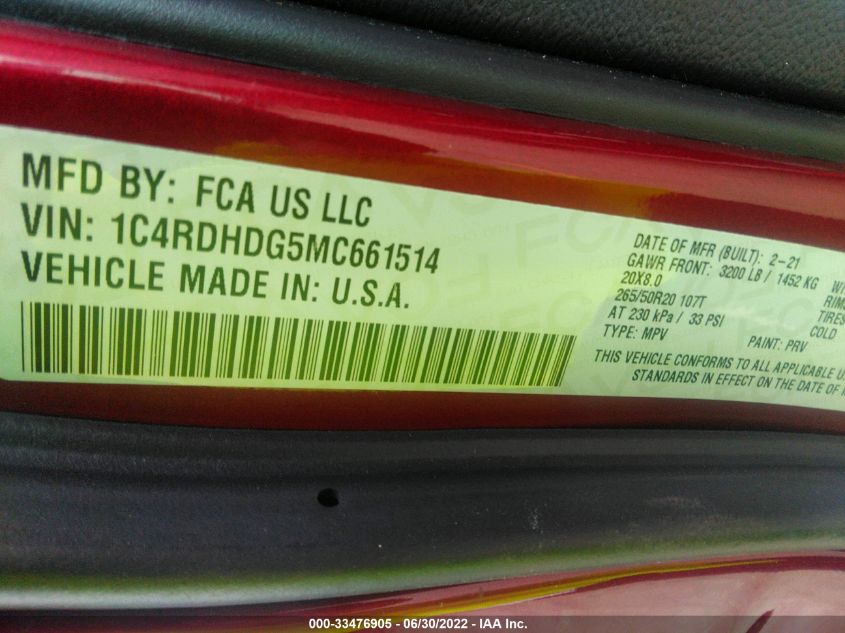 MFD BY: FCA US LLC
VIN: 1C4RDHDG5MC661514
VEHICLE MADE IN: U.S.A.
DATE OF MFR (BUILT): 2-21
GAWR FRONT: 3200 LB / 1452 KG WI
20X8.0 RIM
265/50R20 107T TIRES
AT 230 kPa / 33 PSI COLD
TYPE: MPV PAINT: PRV
THIS VEHICLE CONFORMS TO ALL APPLICABLE U
STANDARDS IN EFFECT ON THE DATE OF
000-33476905 - 06/30/2022 - IAA Inc.